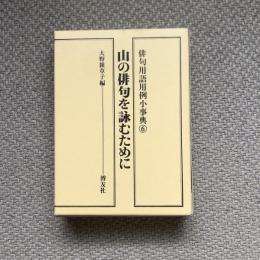 俳句用語用例小事典⑥
山の俳句を詠むために
大野雑草子編
博友社